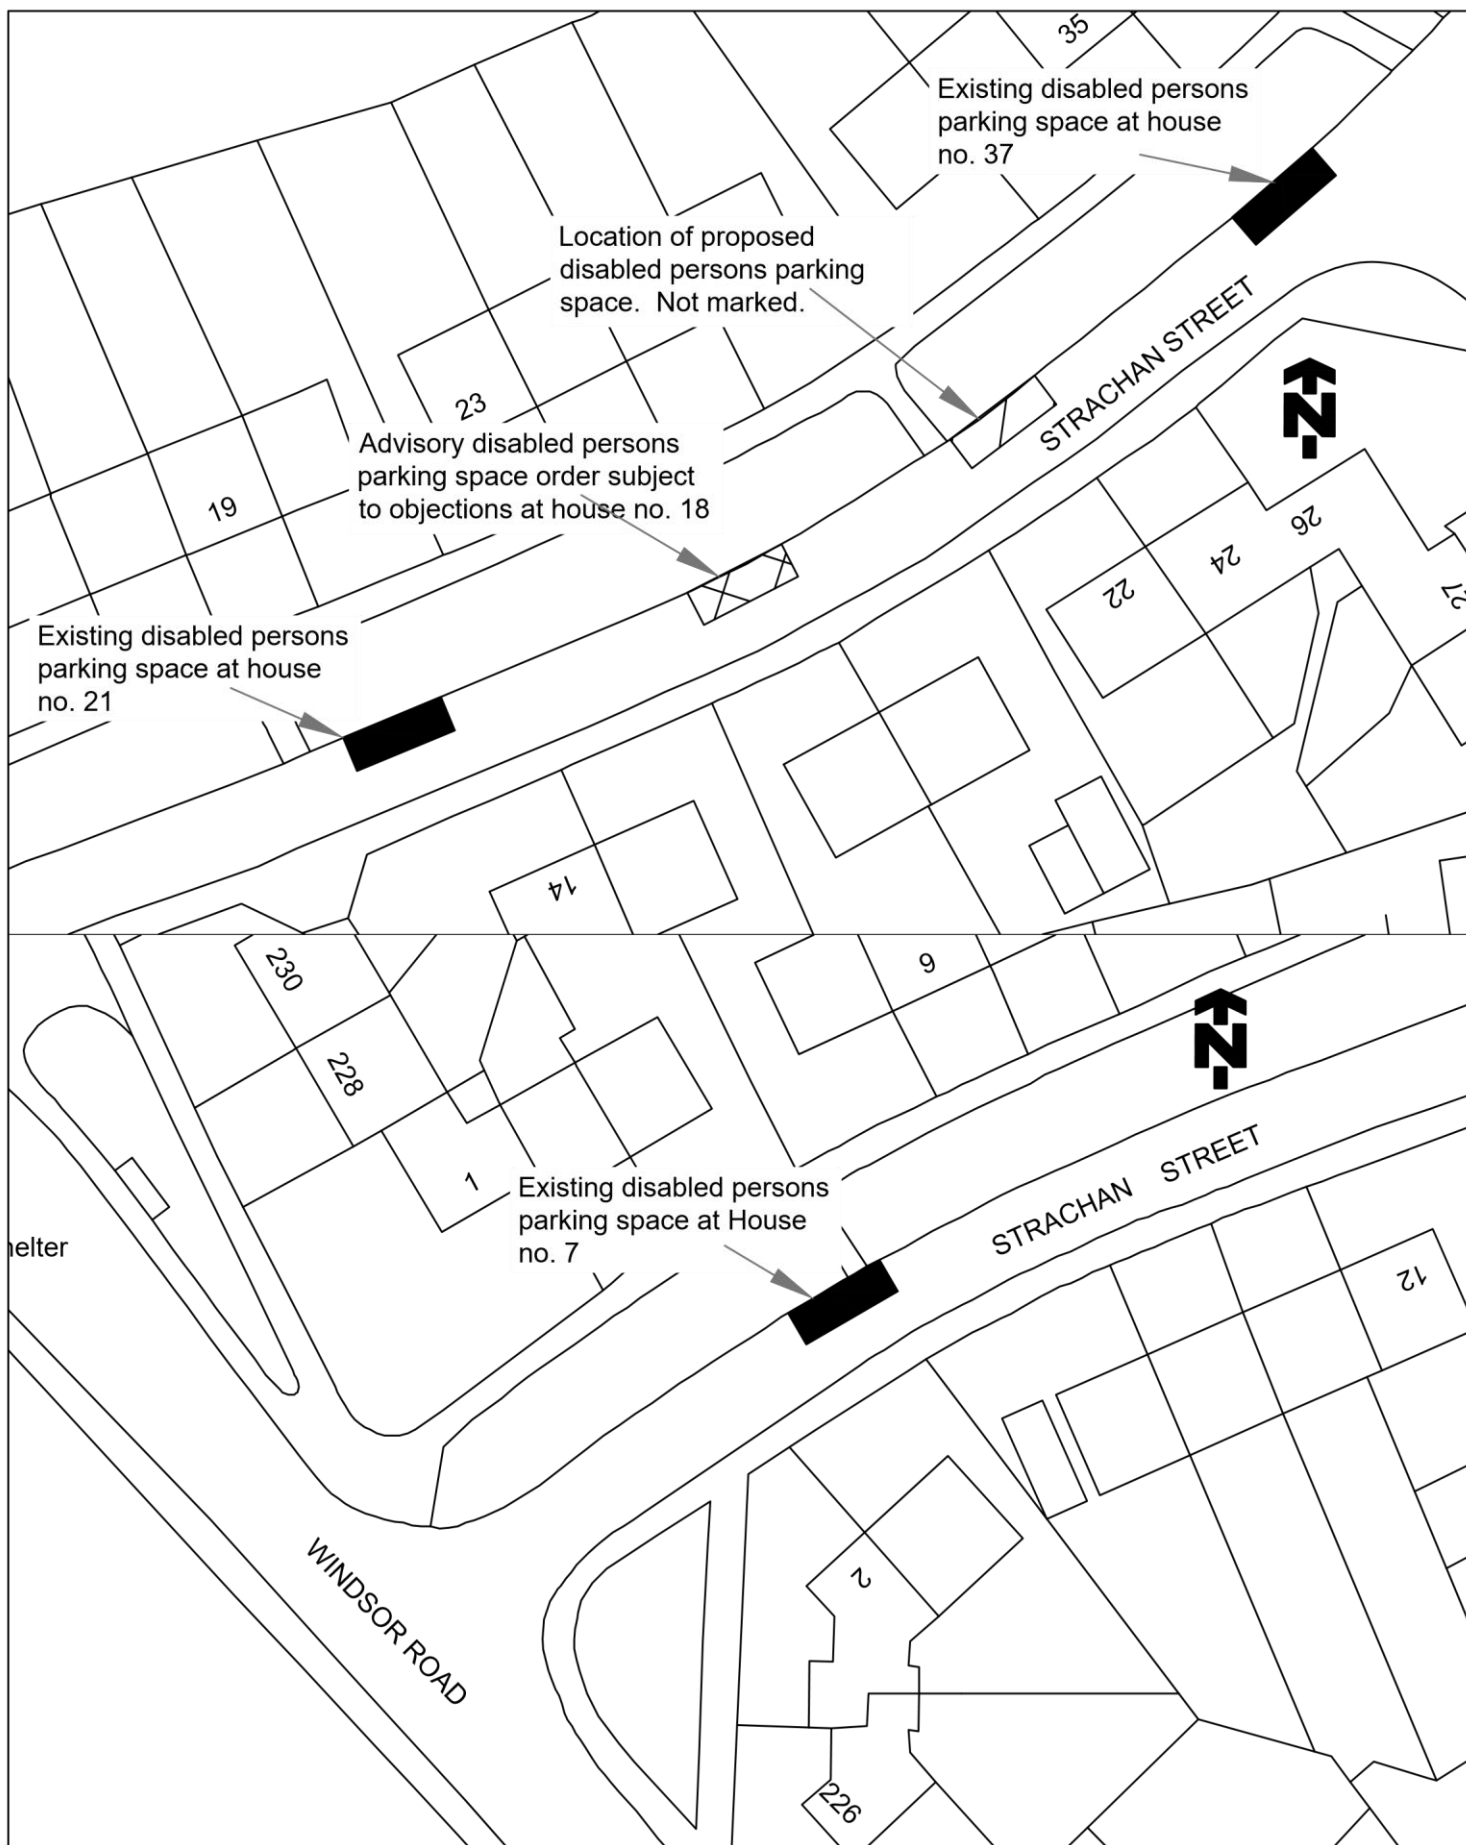 35
Existing disabled persons
parking space at house
no. 37
Location of proposed
disabled persons parking
space.  Not marked.
STRACHAN STREET
N
23
Advisory disabled persons
parking space order subject
to objections at house no. 18
19
26
24
22
27
Existing disabled persons
parking space at house
no. 21
14
230
9
N
228
STRACHAN STREET
1
Existing disabled persons
parking space at House
no. 7
helter
12
2
WINDSOR ROAD
226